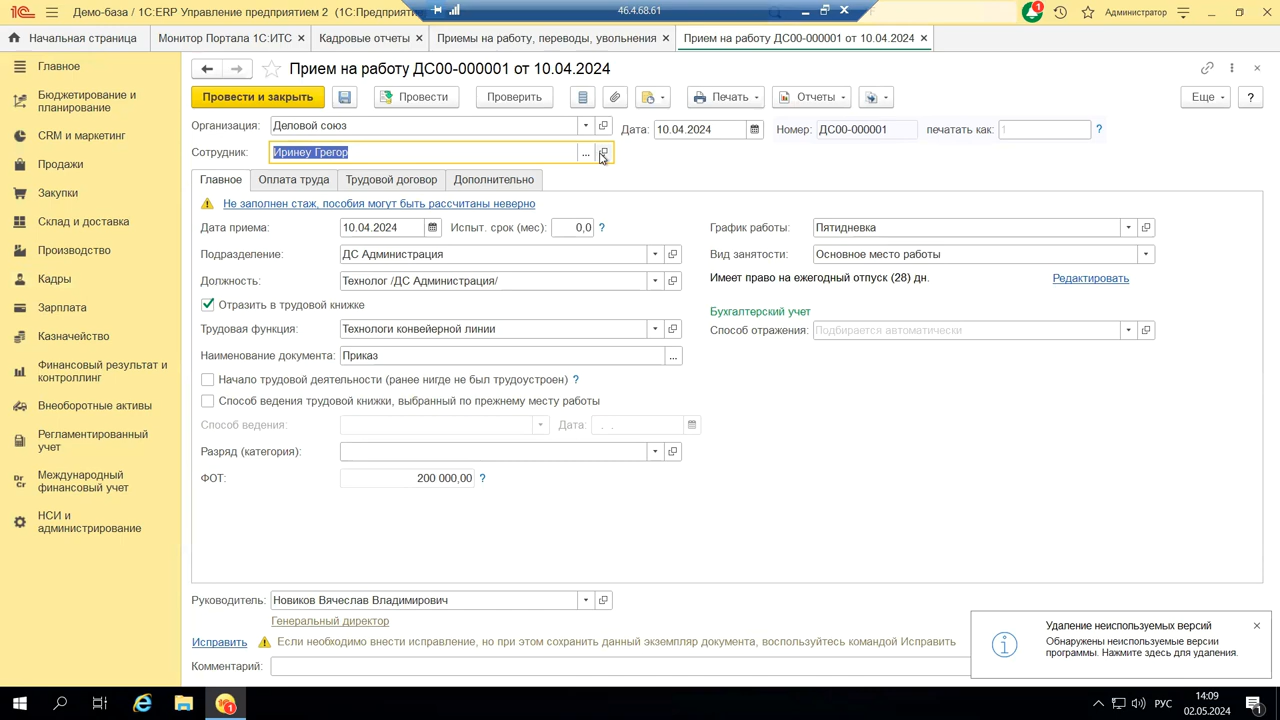 Демо-база / 1С:ERP Управление предприятием 2 (1С:Предприятие
46.4.68.61
1
Администратор
Начальная страница
Монитор Портала 1С:ИТС
Кадровые отчеты
Приемы на работу, переводы, увольнения
Прием на работу ДС00-000001 от 10.04.2024
Главное
Бюджетирование и
планирование
CRM и маркетинг
Продажи
Закупки
Склад и доставка
Производство
Кадры
Зарплата
Казначейство
Финансовый результат и
контроллинг
Внеоборотные активы
Регламентированный
учет
Международный
финансовый учет
НСИ и
администрирование
Прием на работу ДС00-000001 от 10.04.2024
Провести и закрыть
Провести
Проверить
Печать
Отчеты
Еще
?
Организация: Деловой союз
Дата: 10.04.2024
Номер: ДС00-000001
печатать как: 1 ?
Сотрудник: Иринеу Грегор
Главное
Оплата труда
Трудовой договор
Дополнительно
Не заполнен стаж, пособия могут быть рассчитаны неверно
Дата приема: 10.04.2024
Испыт. срок (мес): 0,0 ?
График работы: Пятидневка
Подразделение: ДС Администрация
Вид занятости: Основное место работы
Должность: Технолог /ДС Администрация/
Имеет право на ежегодный отпуск (28) дн.
Редактировать
Отразить в трудовой книжке
Бухгалтерский учет
Трудовая функция: Технологи конвейерной линии
Способ отражения: Подбирается автоматически
Наименование документа: Приказ
Начало трудовой деятельности (ранее нигде не был трудоустроен) ?
Способ ведения трудовой книжки, выбранный по прежнему месту работы
Способ ведения:
Дата: . .
Разряд (категория):
ФОТ: 200 000,00 ?
Руководитель: Новиков Вячеслав Владимирович
Генеральный директор
Исправить
Если необходимо внести исправление, но при этом сохранить данный экземпляр документа, воспользуйтесь командой Исправить
Комментарий:
Удаление неиспользуемых версий
Обнаружены неиспользуемые версии
программы. Нажмите здесь для удаления.
РУС
14:09
02.05.2024
1